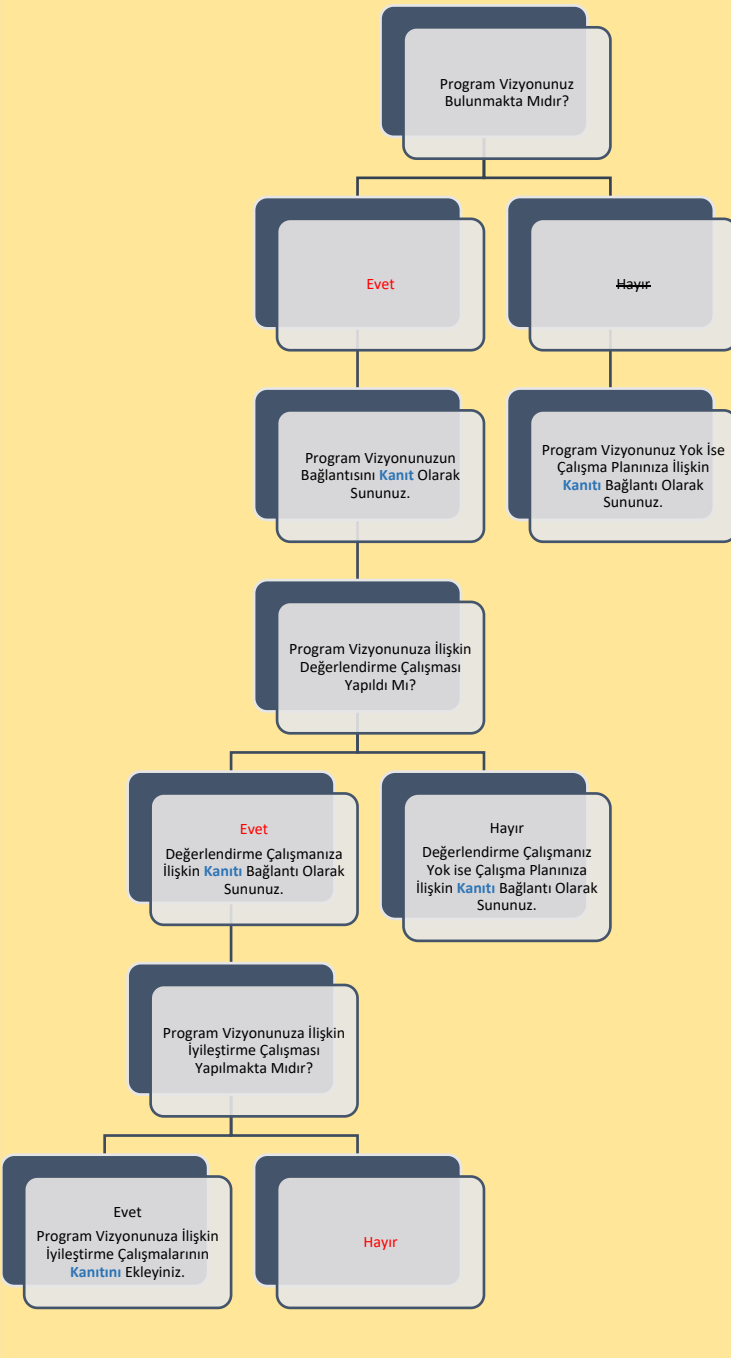 Program Vizyonunuz
Bulunmakta Mıdır?
Evet
Hayır
Program Vizyonunuzun
Bağlantısını Kanıt Olarak
Sununuz.
Program Vizyonunuz Yok İse
Çalışma Planınıza İlişkin
Kanıtı Bağlantı Olarak
Sununuz.
Program Vizyonunuza İlişkin
Değerlendirme Çalışması
Yapıldı Mı?
Evet
Değerlendirme Çalışmanıza
İlişkin Kanıtı Bağlantı Olarak
Sununuz.
Hayır
Değerlendirme Çalışmanız
Yok ise Çalışma Planınıza
İlişkin Kanıtı Bağlantı Olarak
Sununuz.
Program Vizyonunuza İlişkin
İyileştirme Çalışması
Yapılmakta Mıdır?
Evet
Program Vizyonunuza İlişkin
İyileştirme Çalışmalarının
Kanıtını Ekleyiniz.
Hayır